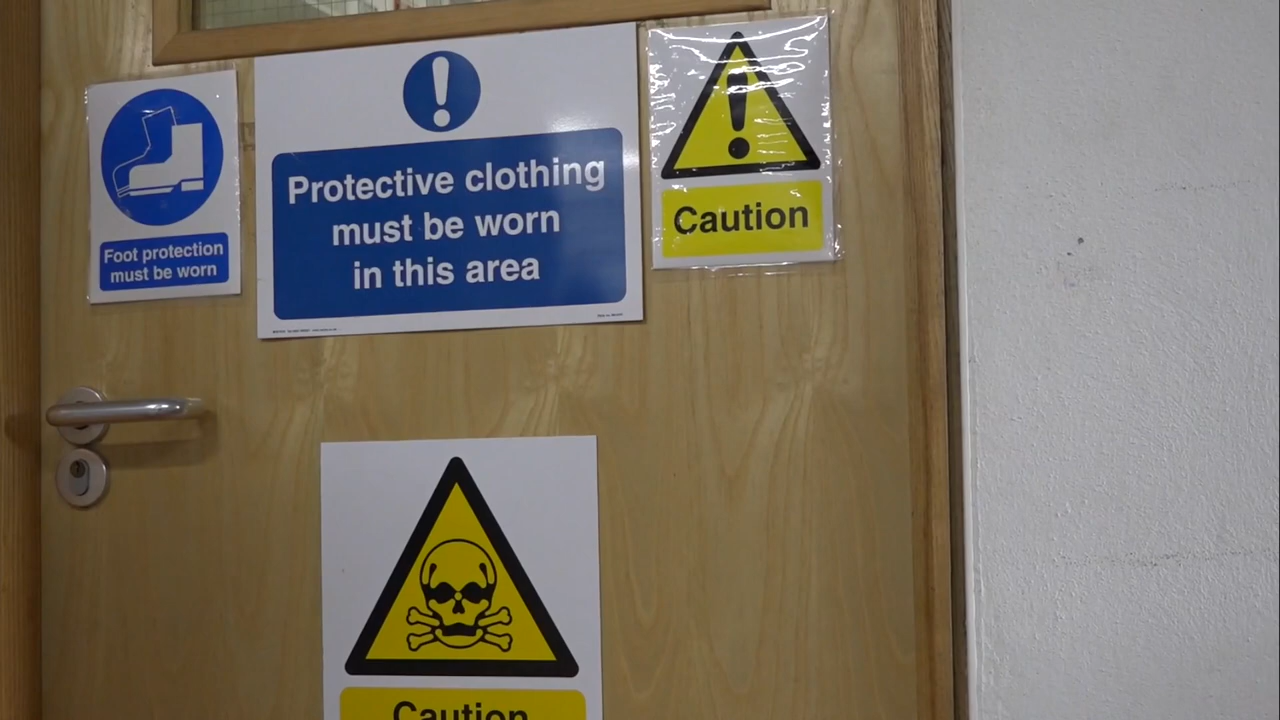 Foot protection
must be worn
Protective clothing
must be worn
in this area
Caution
Caution